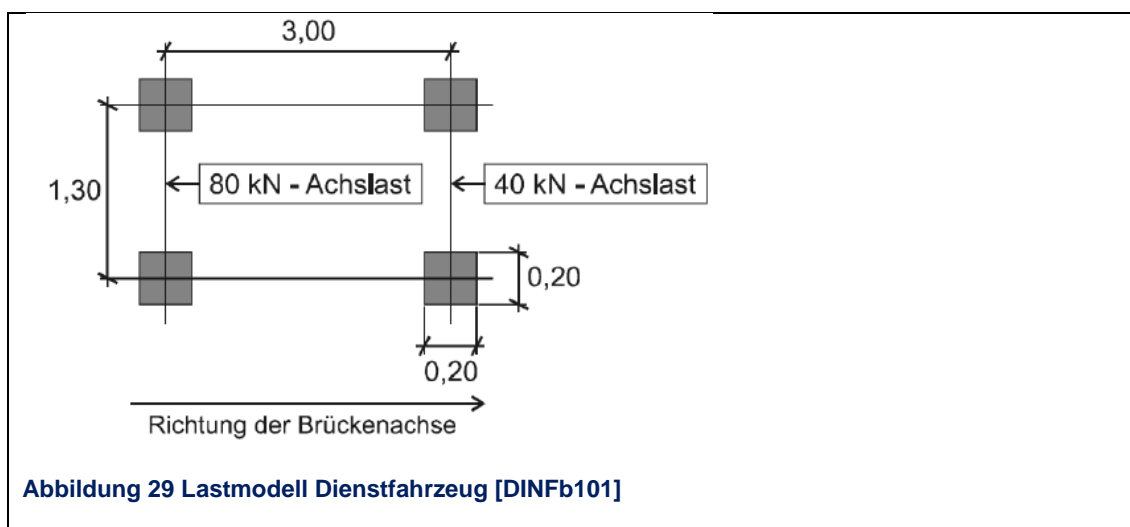 3,00
1,30
80 kN - Achslast
40 kN - Achslast
0,20
0,20
Richtung der Brückenachse
Abbildung 29 Lastmodell Dienstfahrzeug [DINFb101]